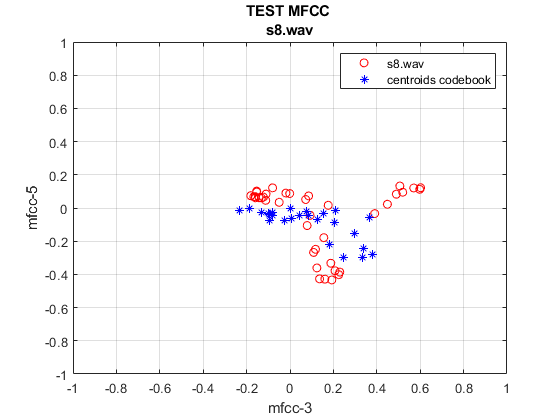 TEST MFCC
s8.wav
s8.wav
centroids codebook
1
0.8
0.6
0.4
0.2
0
-0.2
-0.4
-0.6
-0.8
-1
mfcc-5
-1 -0.8 -0.6 -0.4 -0.2 0 0.2 0.4 0.6 0.8 1
mfcc-3